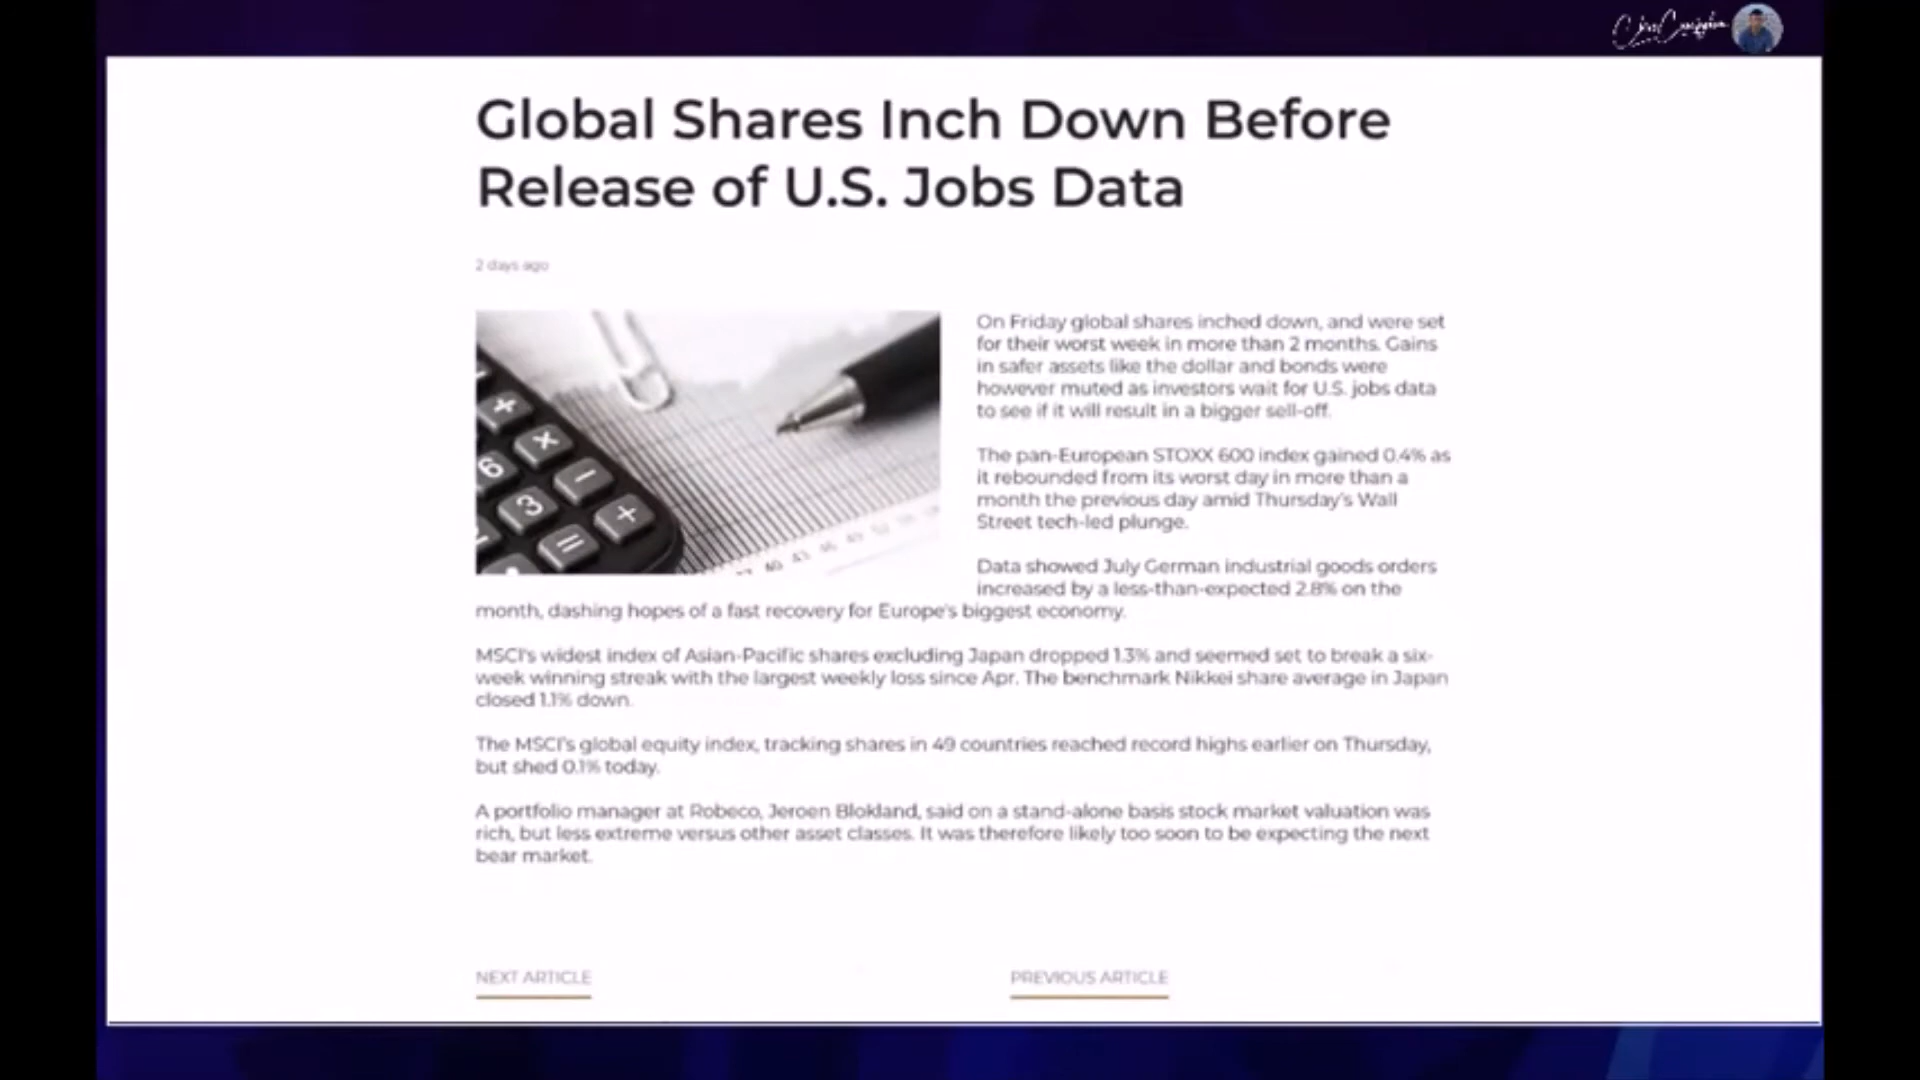 Global Shares Inch Down Before
Release of U.S. Jobs Data
2 days ago
On Friday global shares inched down, and were set
for their worst week in more than 2 months. Gains
in safer assets like the dollar and bonds were
however muted as investors wait for U.S. jobs data
to see if it will result in a bigger sell-off.
The pan-European STOXX 600 index gained 0.4% as
it rebounded from its worst day in more than a
month the previous day amid Thursday's Wall
Street tech-led plunge.
Data showed July German industrial goods orders
increased by a less-than-expected 2.8% on the
month, dashing hopes of a fast recovery for Europe's biggest economy.
MSCI's widest index of Asian-Pacific shares excluding Japan dropped 1.3% and seemed set to break a six-
week winning streak with the largest weekly loss since Apr. The benchmark Nikkei share average in Japan
closed 1.1% down.
The MSCI's global equity index, tracking shares in 49 countries reached record highs earlier on Thursday,
but shed 0.1% today.
A portfolio manager at Robeco, Jeroen Blokland, said on a stand-alone basis stock market valuation was
rich, but less extreme versus other asset classes. It was therefore likely too soon to be expecting the next
bear market.
NEXT ARTICLE
PREVIOUS ARTICLE